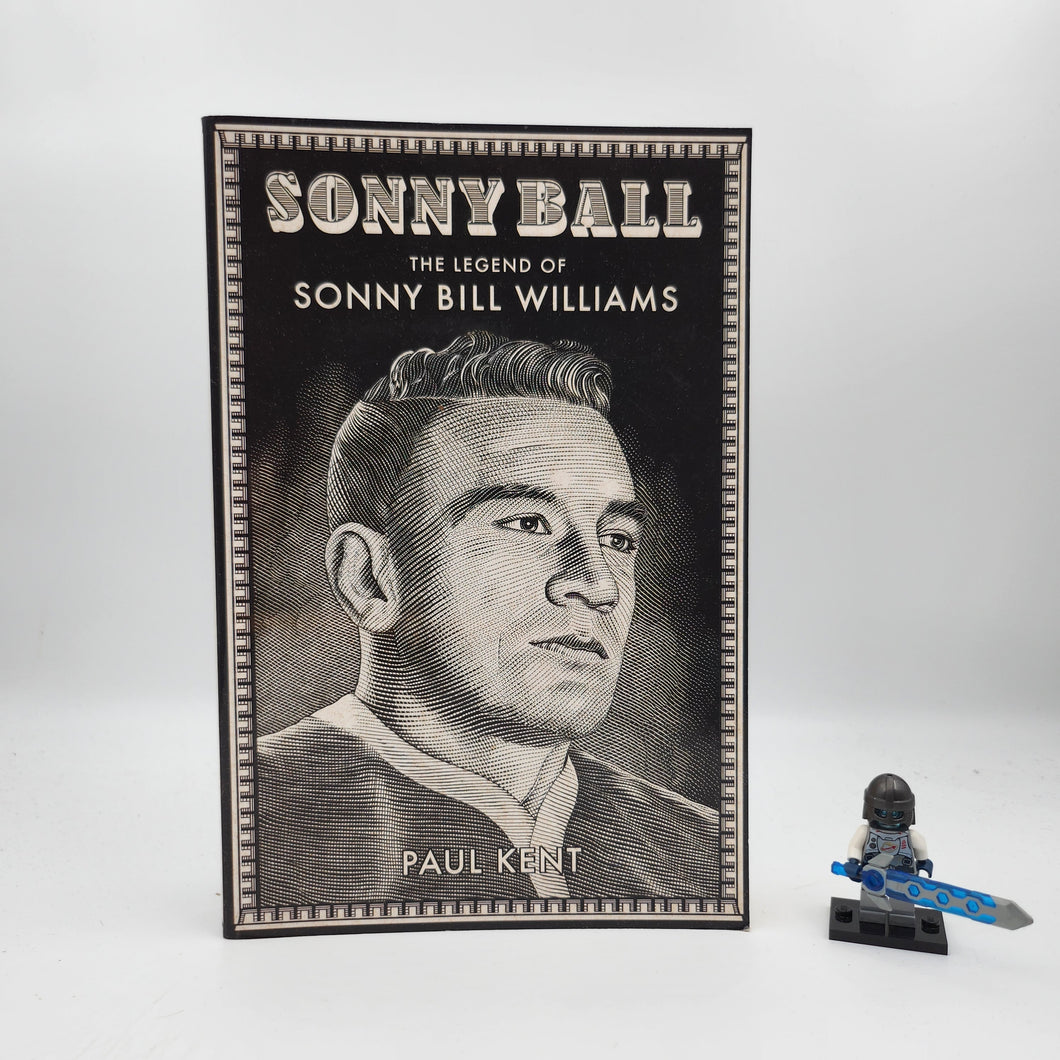 SONNY BALL
THE LEGEND OF
SONNY BILL WILLIAMS
PAUL KENT